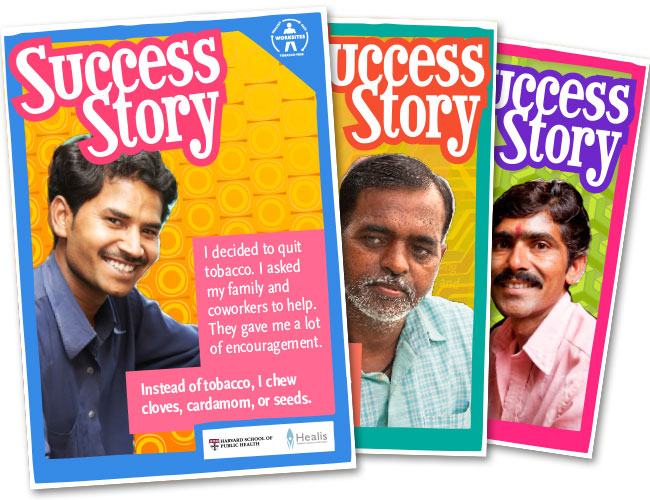 WORKSITES
TOBACCO-FREE
Success
Story
I decided to quit
tobacco. I asked
my family and
coworkers to help.
They gave me a lot
of encouragement.
Instead of tobacco, I chew
cloves, cardamom, or seeds.
HARVARD SCHOOL OF
PUBLIC HEALTH
Healis
uccess
Story
uccess
Story